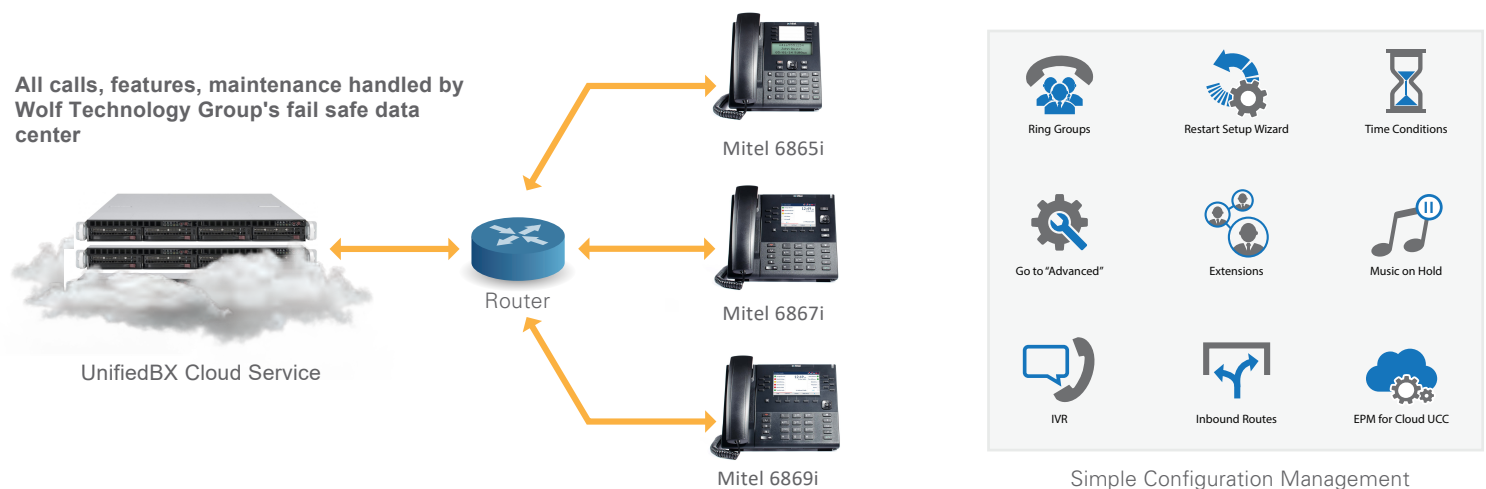 All calls, features, maintenance handled by
Wolf Technology Group's fail safe data
center
UnifiedBX Cloud Service
Router
Mitel 6865i
Mitel 6867i
Mitel 6869i
Ring Groups
Restart Setup Wizard
Time Conditions
Go to “Advanced”
Extensions
Music on Hold
IVR
Inbound Routes
EPM for Cloud UCC
Simple Configuration Management